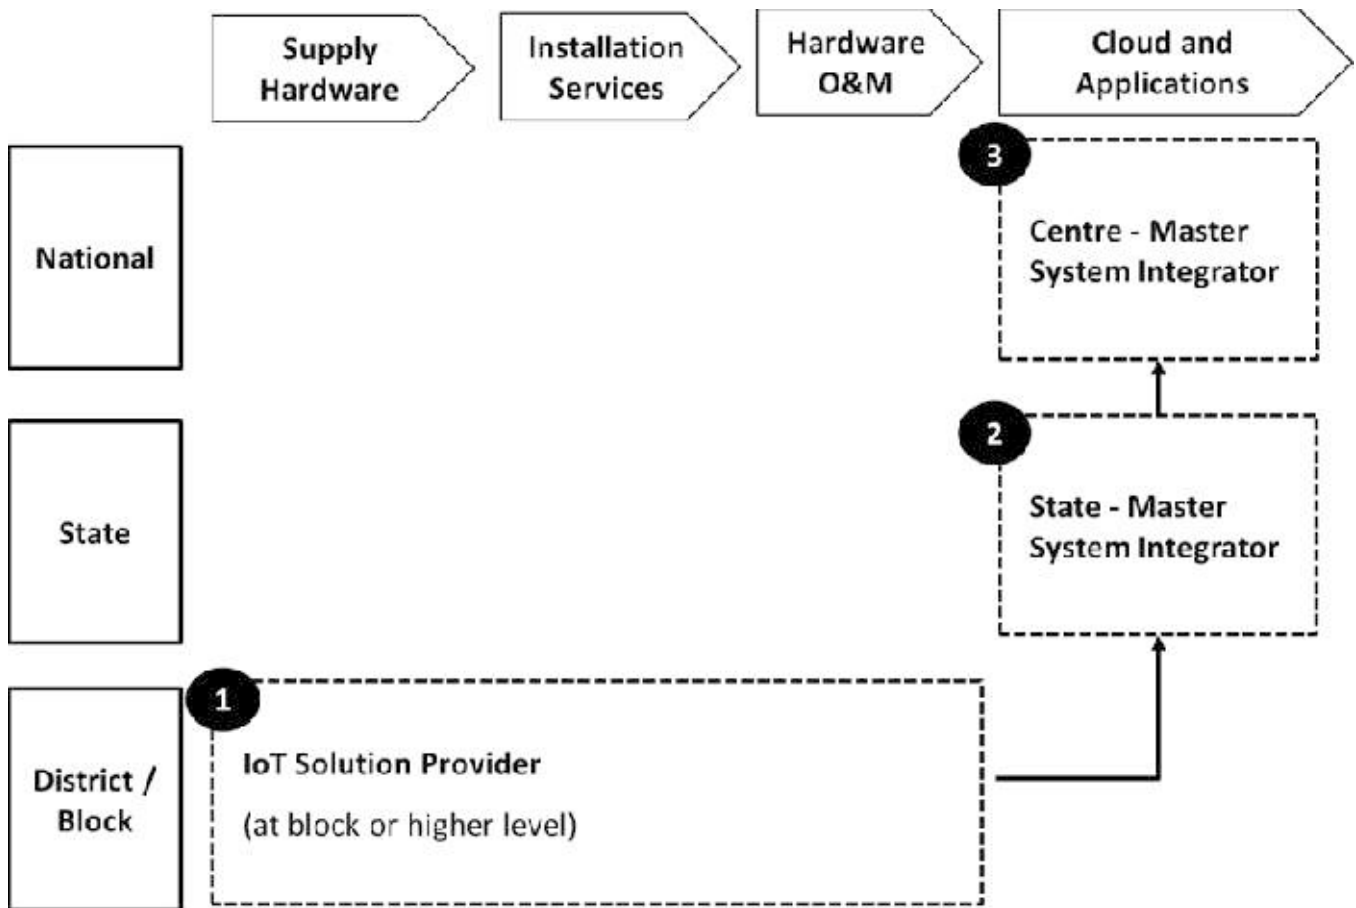 Supply
Hardware
Installation
Services
Hardware
O&M
Cloud and
Applications
National
3
Centre - Master
System Integrator
State
2
State - Master
System Integrator
District /
Block
1
IoT Solution Provider
(at block or higher level)